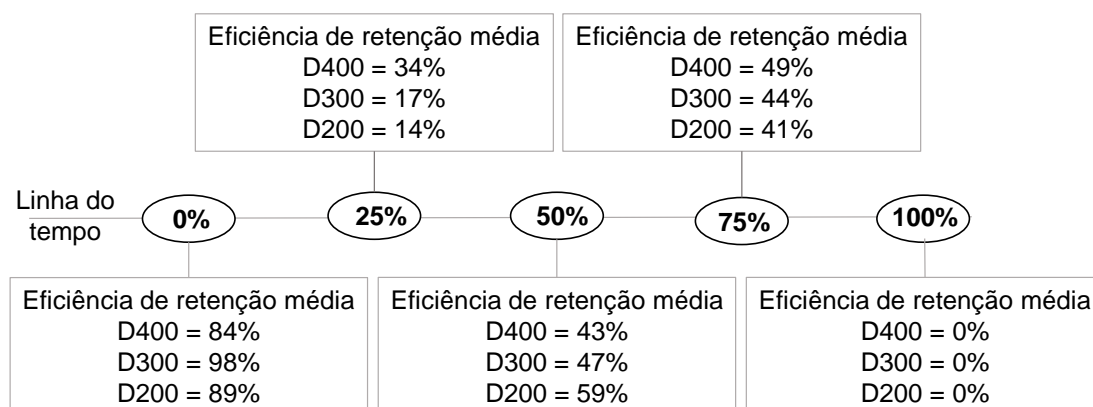 Eficiência de retenção média
D400 = 34%
D300 = 17%
D200 = 14%
Eficiência de retenção média
D400 = 49%
D300 = 44%
D200 = 41%
Linha do
tempo
0%
25%
50%
75%
100%
Eficiência de retenção média
D400 = 84%
D300 = 98%
D200 = 89%
Eficiência de retenção média
D400 = 43%
D300 = 47%
D200 = 59%
Eficiência de retenção média
D400 = 0%
D300 = 0%
D200 = 0%